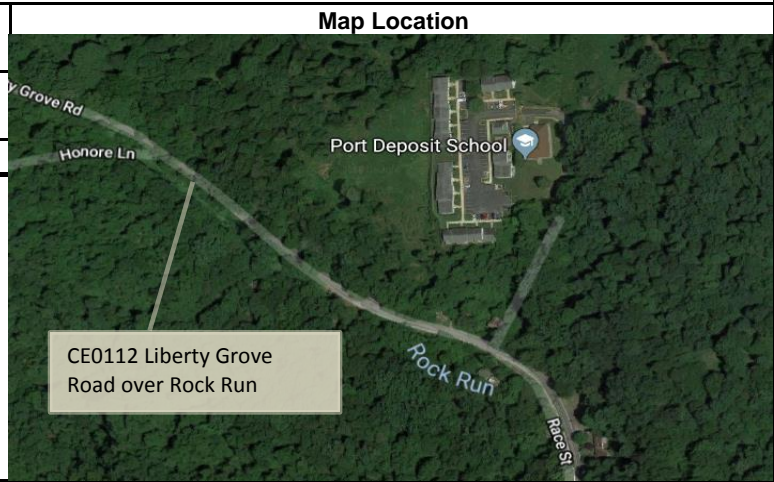 Map Location
y Grove Rd
Honore Ln
Port Deposit School
CE0112 Liberty Grove
Road over Rock Run
Rock Run
Race St